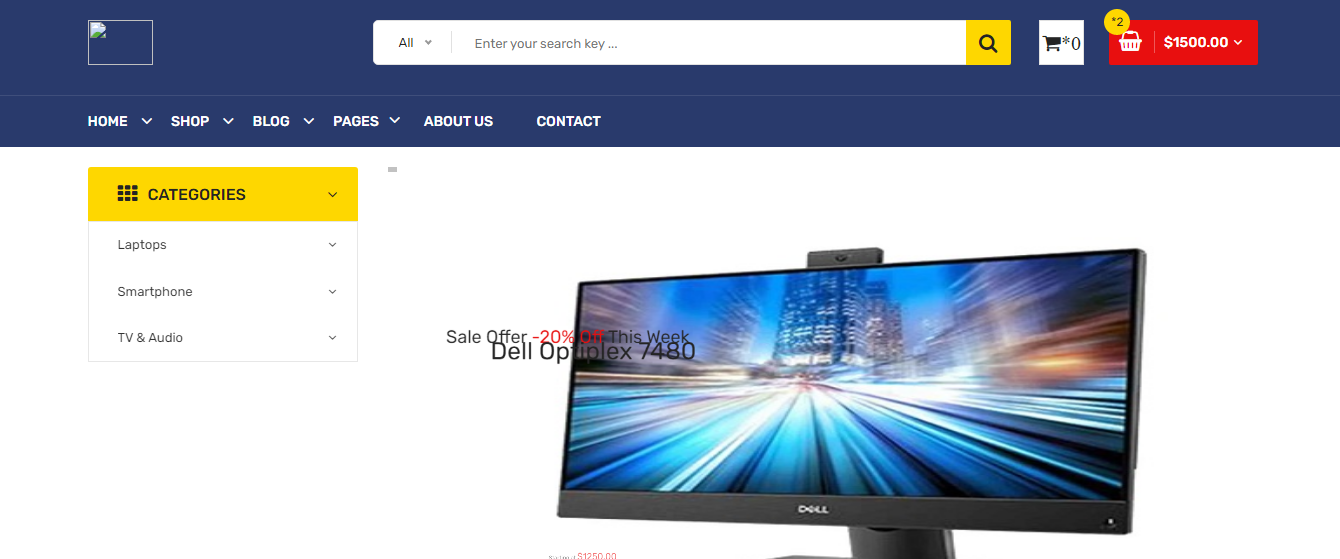 *2
All Enter your search key ... *0 $1500.00
HOME SHOP BLOG PAGES ABOUT US CONTACT
CATEGORIES
Laptops
Smartphone
TV & Audio
Sale Offer -20% Off This Week
Dell Optiplex 7480
DELL
$1250.00